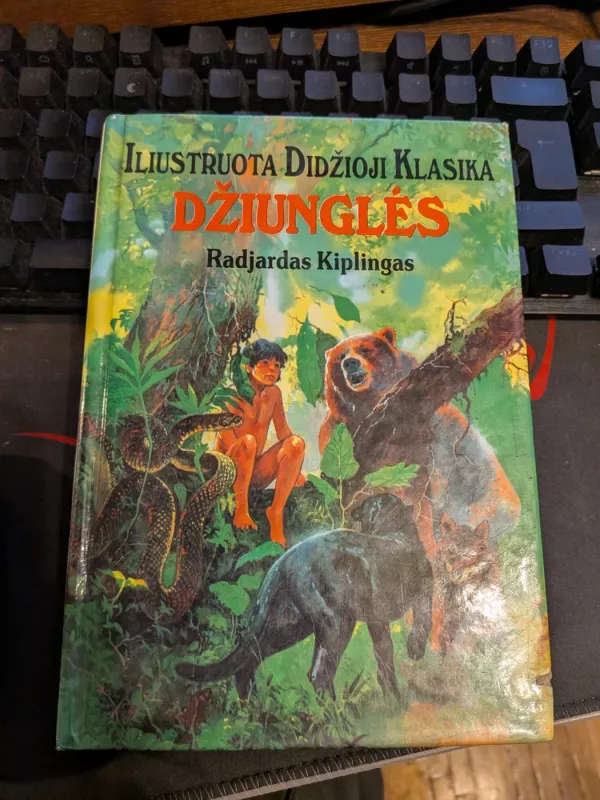 ILIUSTRUOTA DIDŽIOJI KLASIKA
DŽIUNGLĖS
Radjardas Kiplingas